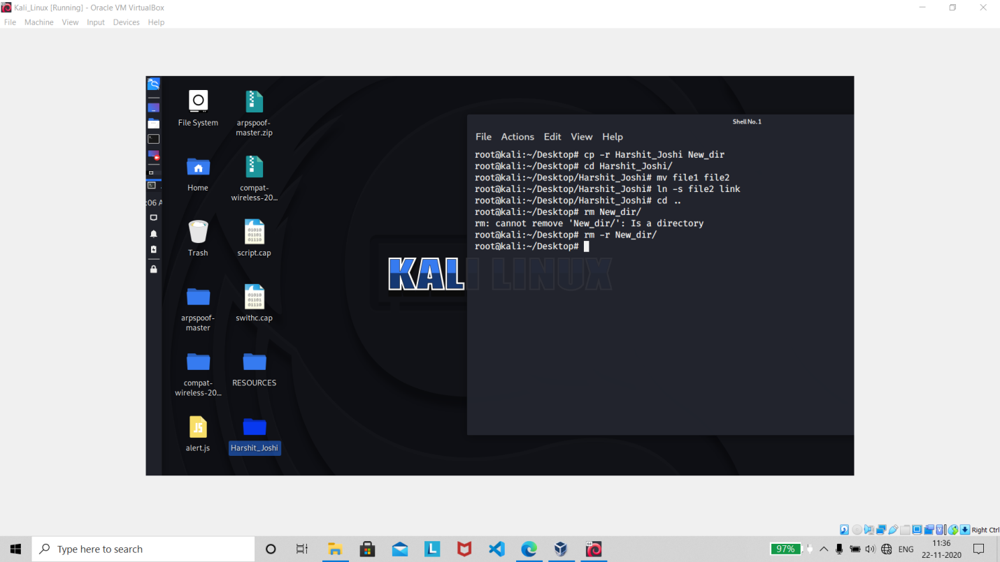 Kali_Linux [Running] - Oracle VM VirtualBox
File Machine View Input Devices Help
File System
arpspoof-
master.zip
Home
compat-
wireless-20...
Trash
script.cap
arpspoof-
master
swithc.cap
compat-
wireless-20...
RESOURCES
alert.js
Harshit_Joshi
:06 A
KALI LINUX
Shell No. 1
File Actions Edit View Help
root@kali:~/Desktop# cp -r Harshit_Joshi New_dir
root@kali:~/Desktop# cd Harshit_Joshi/
root@kali:~/Desktop/Harshit_Joshi# mv file1 file2
root@kali:~/Desktop/Harshit_Joshi# ln -s file2 link
root@kali:~/Desktop/Harshit_Joshi# cd ..
root@kali:~/Desktop# rm New_dir/
rm: cannot remove 'New_dir/': Is a directory
root@kali:~/Desktop# rm -r New_dir/
root@kali:~/Desktop#
Right Ctrl
Type here to search
97%
ENG
11:36
22-11-2020